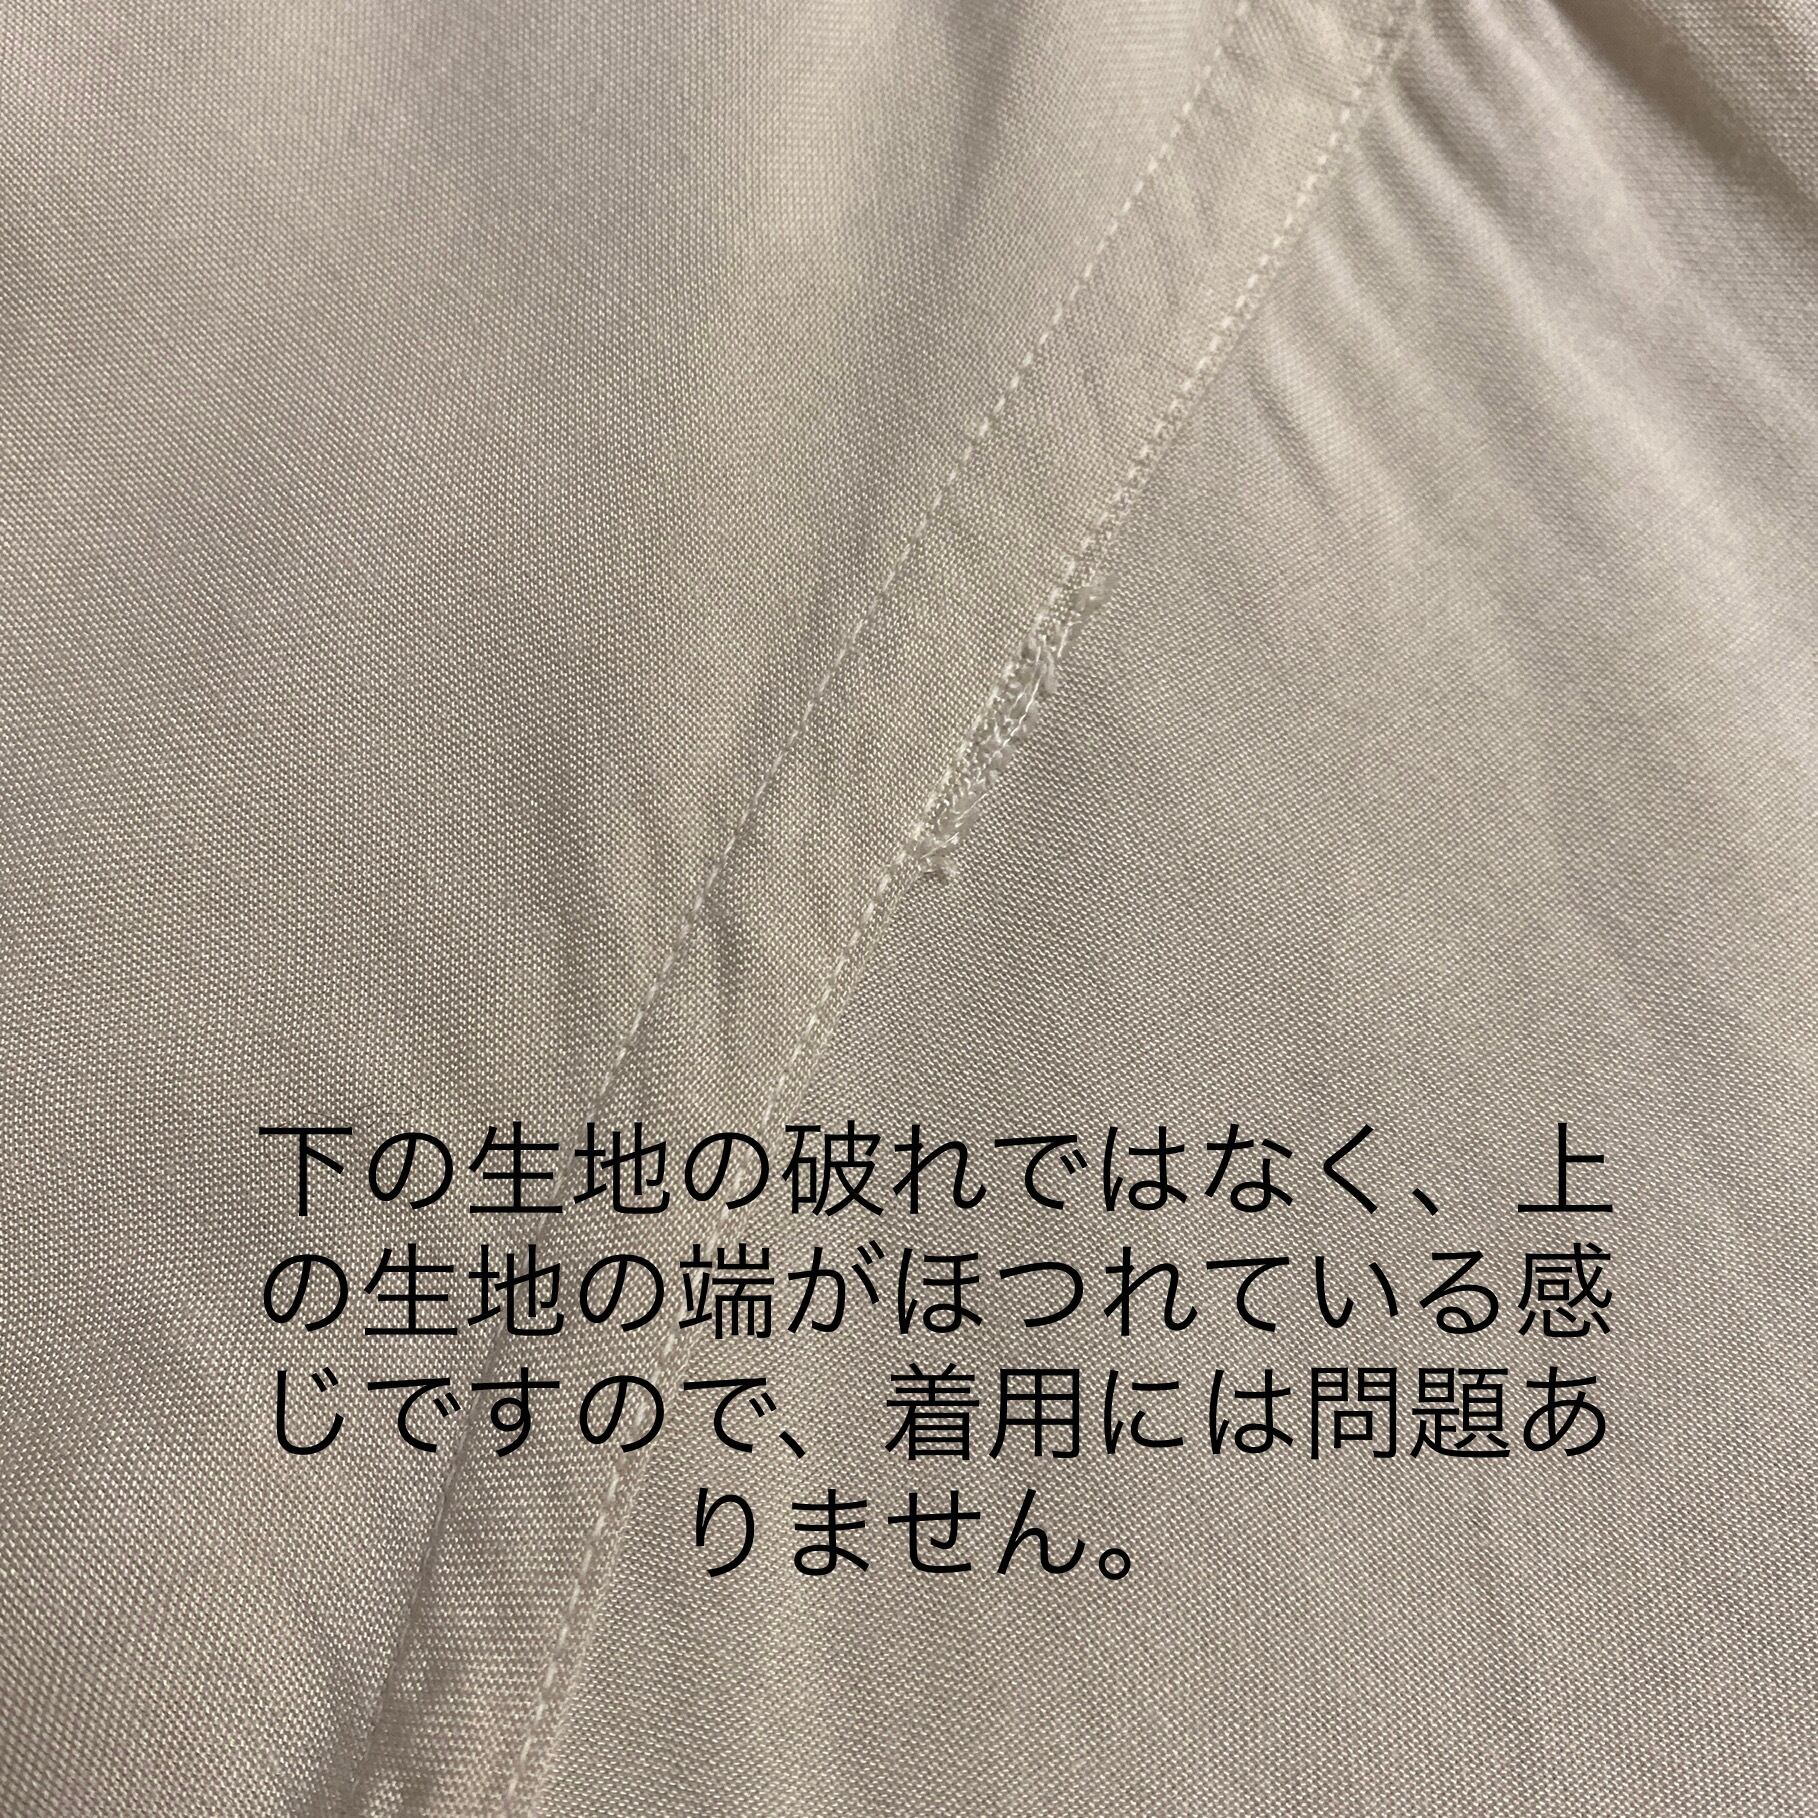 下の生地の破れではなく、上
の生地の端がほつれている感
じですので、着用には問題あ
りません。